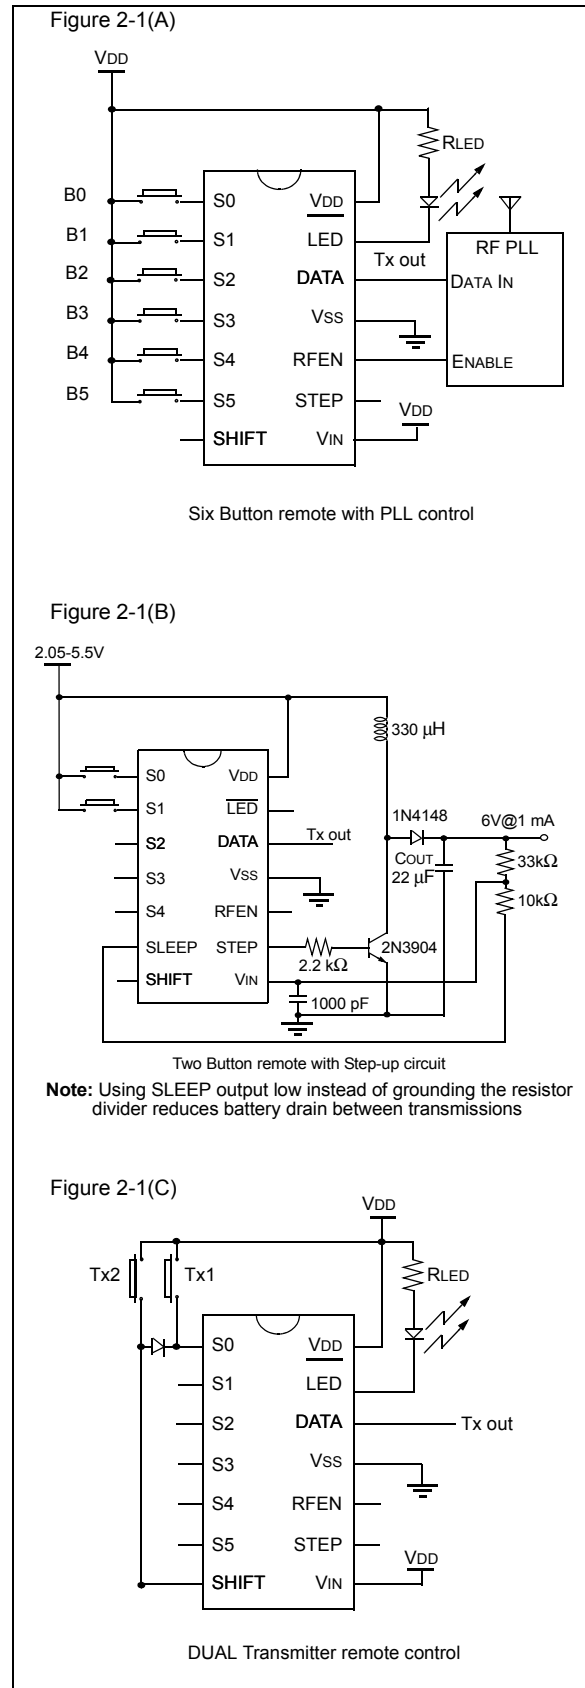 Figure 2-1(A)
VDD
RLED
B0
S0
VDD
B1
S1
LED
RF PLL
Tx out
B2
S2
DATA
DATA IN
B3
S3
VSS
B4
S4
RFEN
ENABLE
B5
S5
STEP
VDD
SHIFT
VIN
Six Button remote with PLL control
Figure 2-1(B)
2.05-5.5V
330 μH
S0
VDD
S1
LED
1N4148
6V@1 mA
S2
DATA
Tx out
COUT
22 μF
33kΩ
S3
VSS
10kΩ
S4
RFEN
SLEEP
STEP
2.2 kΩ
2N3904
SHIFT
VIN
1000 pF
Two Button remote with Step-up circuit
Note: Using SLEEP output low instead of grounding the resistor
divider reduces battery drain between transmissions
Figure 2-1(C)
VDD
Tx2
Tx1
RLED
S0
VDD
S1
LED
S2
DATA
Tx out
S3
VSS
S4
RFEN
S5
STEP
VDD
SHIFT
VIN
DUAL Transmitter remote control